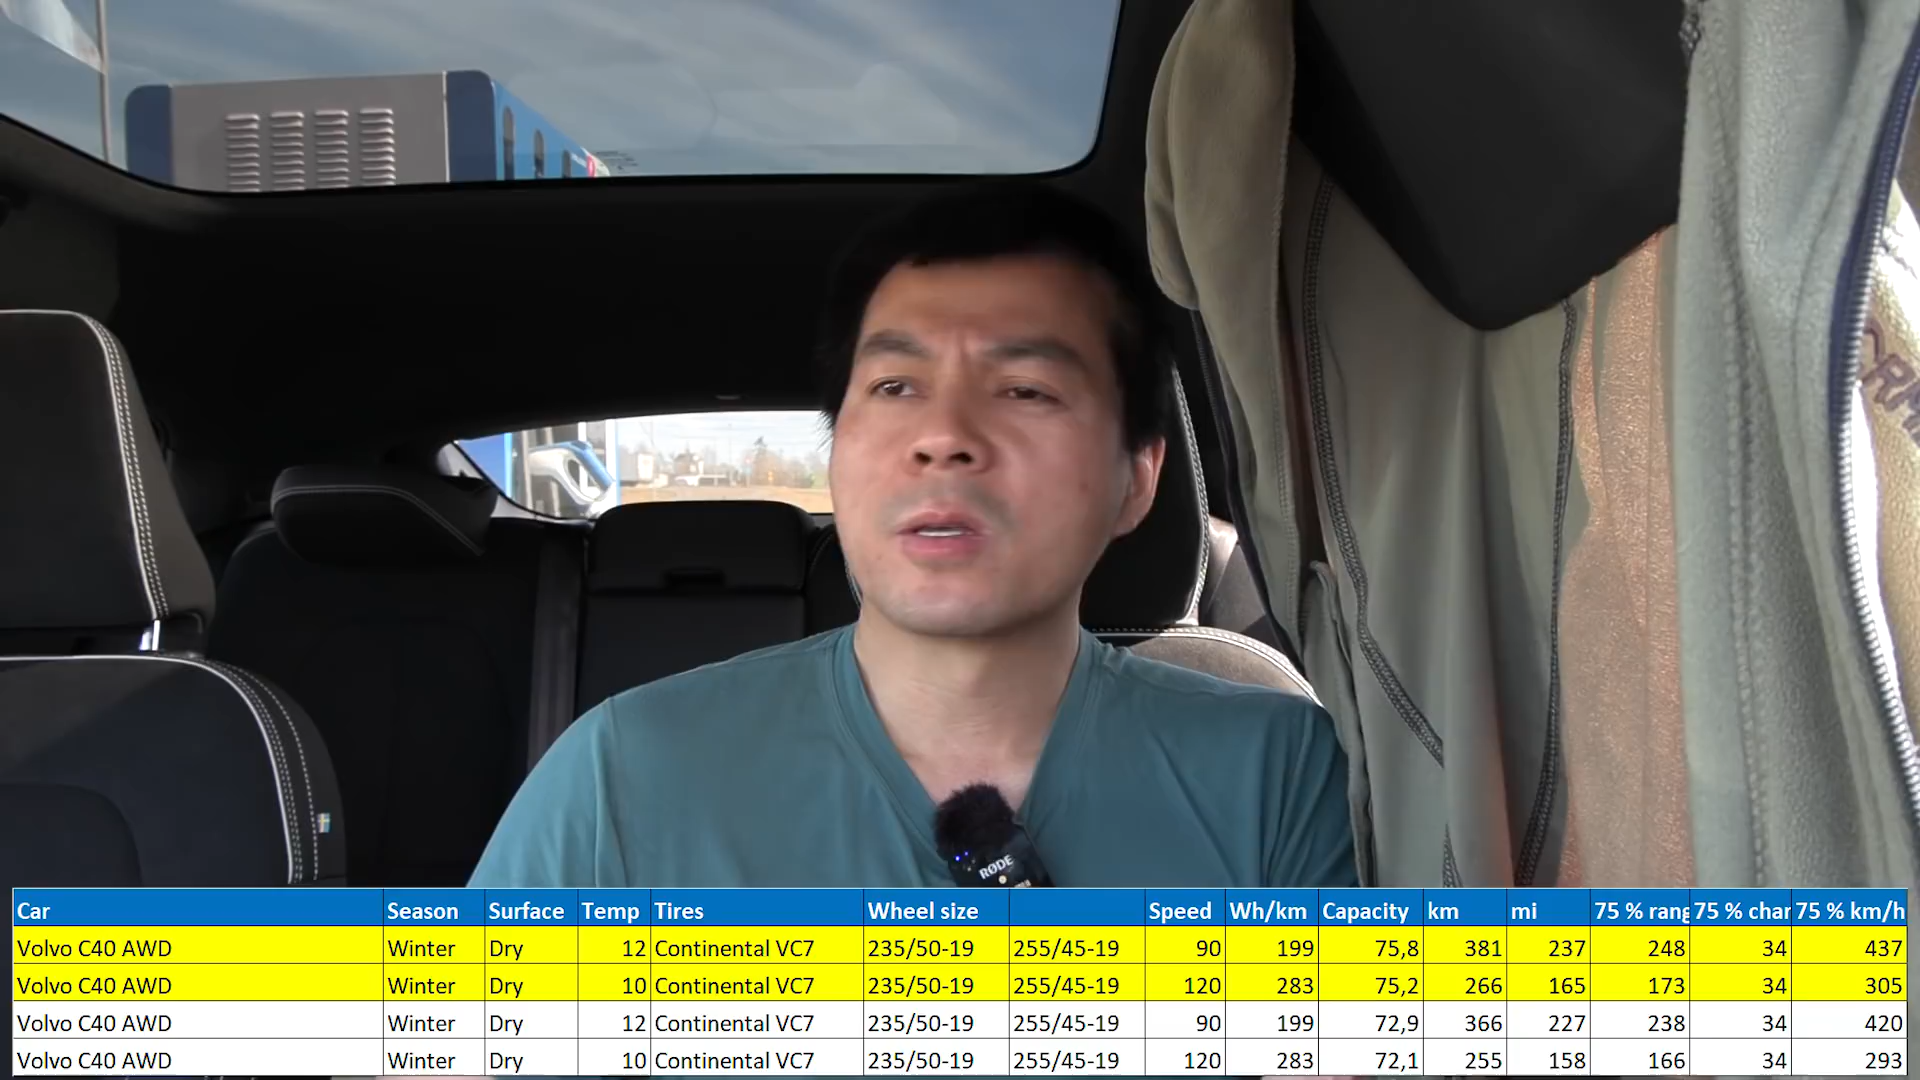 CRM
RØDE
Car Season Surface Temp Tires Wheel size Speed Wh/km Capacity km mi 75 % rang 75 % char 75 % km/h
Volvo C40 AWD Winter Dry 12 Continental VC7 235/50-19 255/45-19 90 199 75,8 381 237 248 34 437
Volvo C40 AWD Winter Dry 10 Continental VC7 235/50-19 255/45-19 120 283 75,2 266 165 173 34 305
Volvo C40 AWD Winter Dry 12 Continental VC7 235/50-19 255/45-19 90 199 72,9 366 227 238 34 420
Volvo C40 AWD Winter Dry 10 Continental VC7 235/50-19 255/45-19 120 283 72,1 255 158 166 34 293